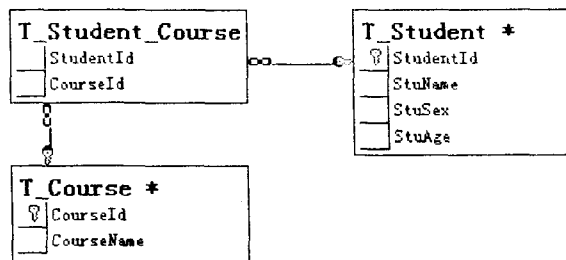 T_Student_Course
StudentId
CourseId
T_Student *
StudentId
StuName
StuSex
StuAge
T_Course *
CourseId
CourseName